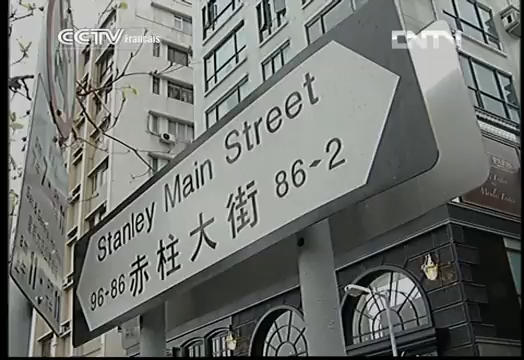 CCTV Français
CNTV
Stanley Main Street
96-86 赤柱大街 86-2